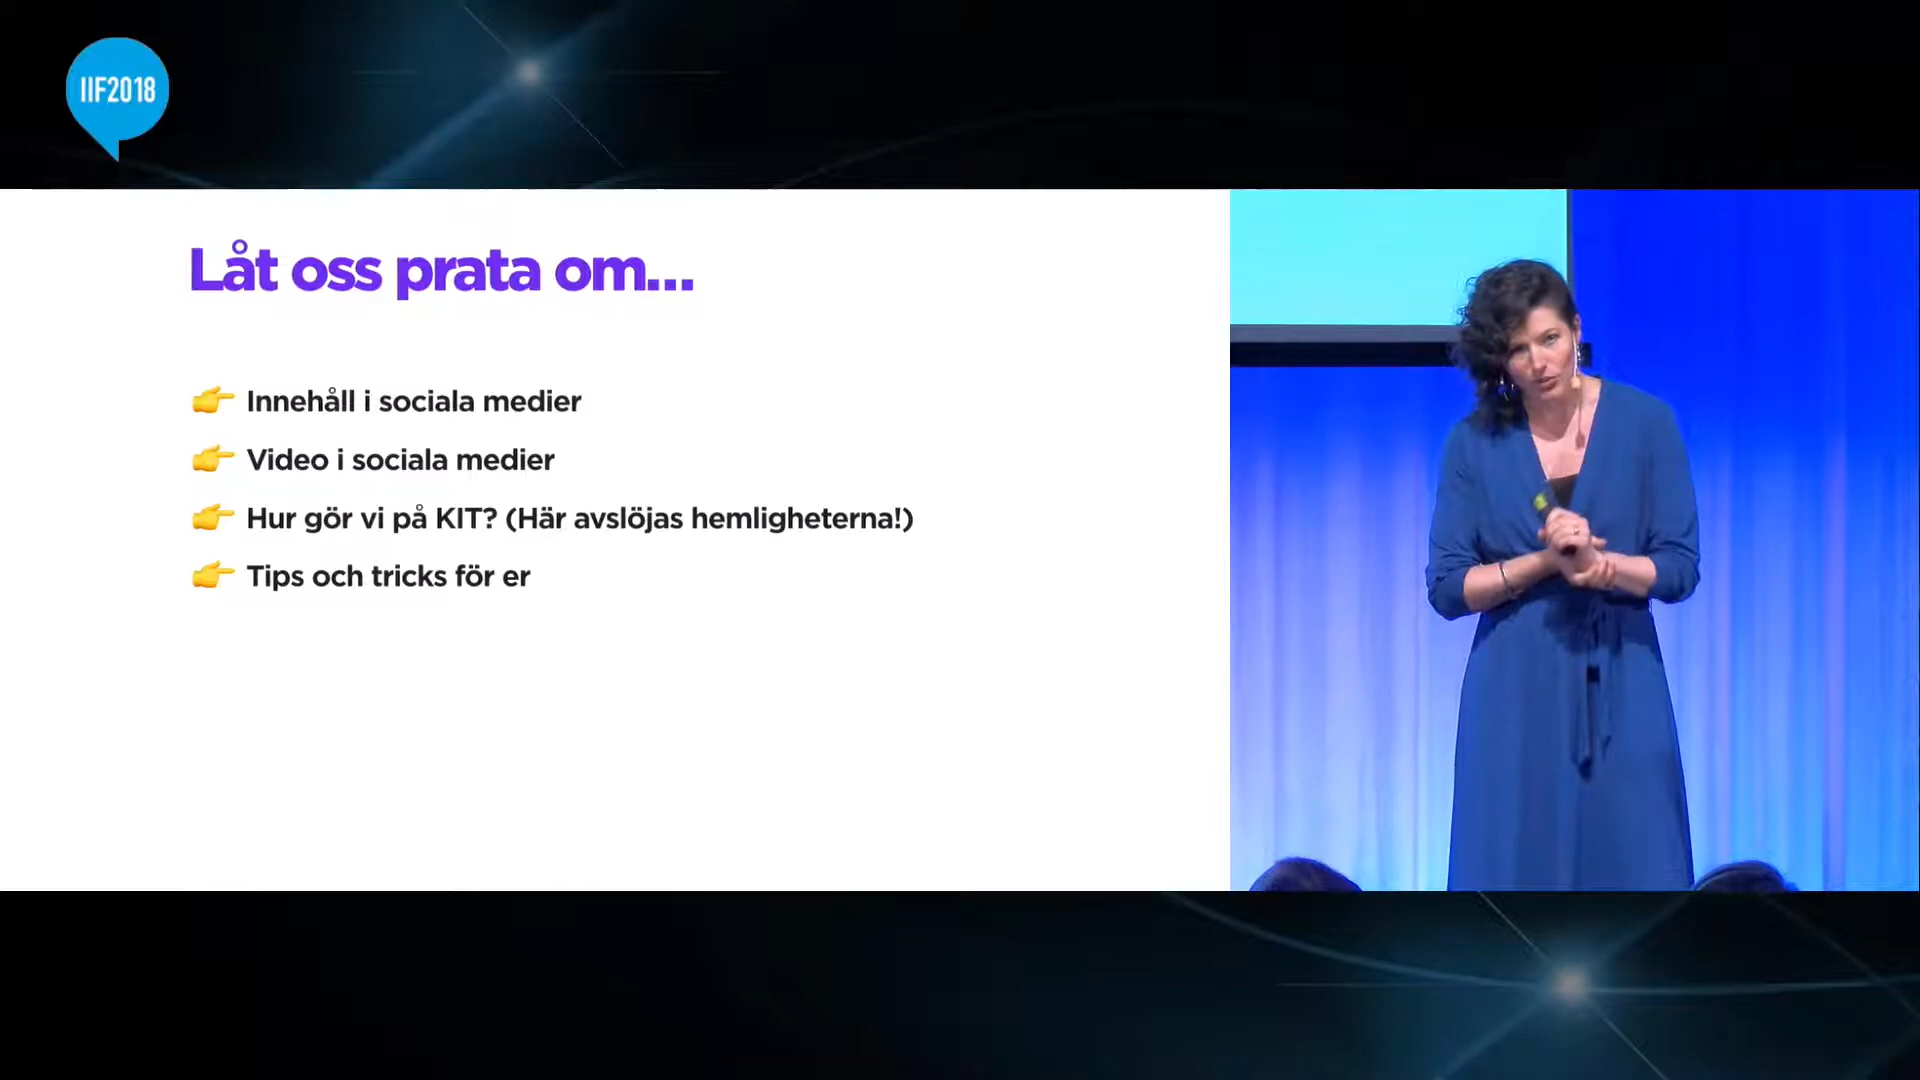 IIF2018
Låt oss prata om...
👉 Innehåll i sociala medier
👉 Video i sociala medier
👉 Hur gör vi på KIT? (Här avslöjas hemligheterna!)
👉 Tips och tricks för er